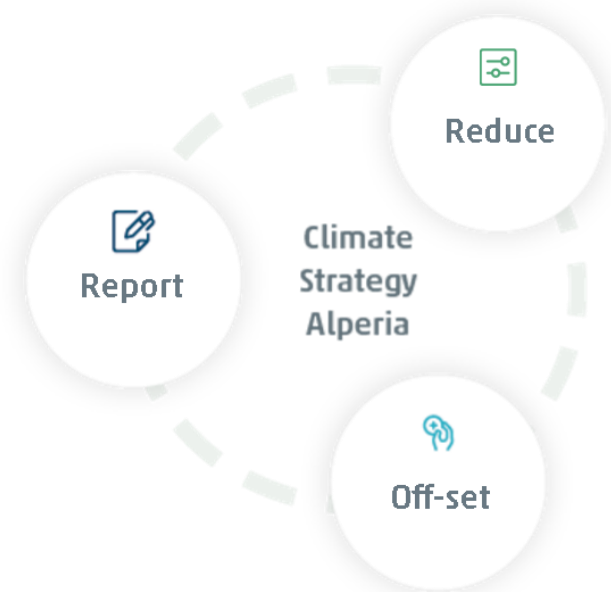 Reduce
Climate
Strategy
Alperia
Report
Off-set